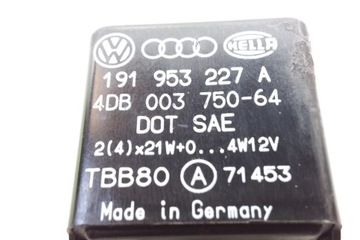 HELLA
191 953 227 A
4DB 003 750-64
DOT SAE
2(4)x21W+0...4W12V
TBB80 A 71453
Made in Germany